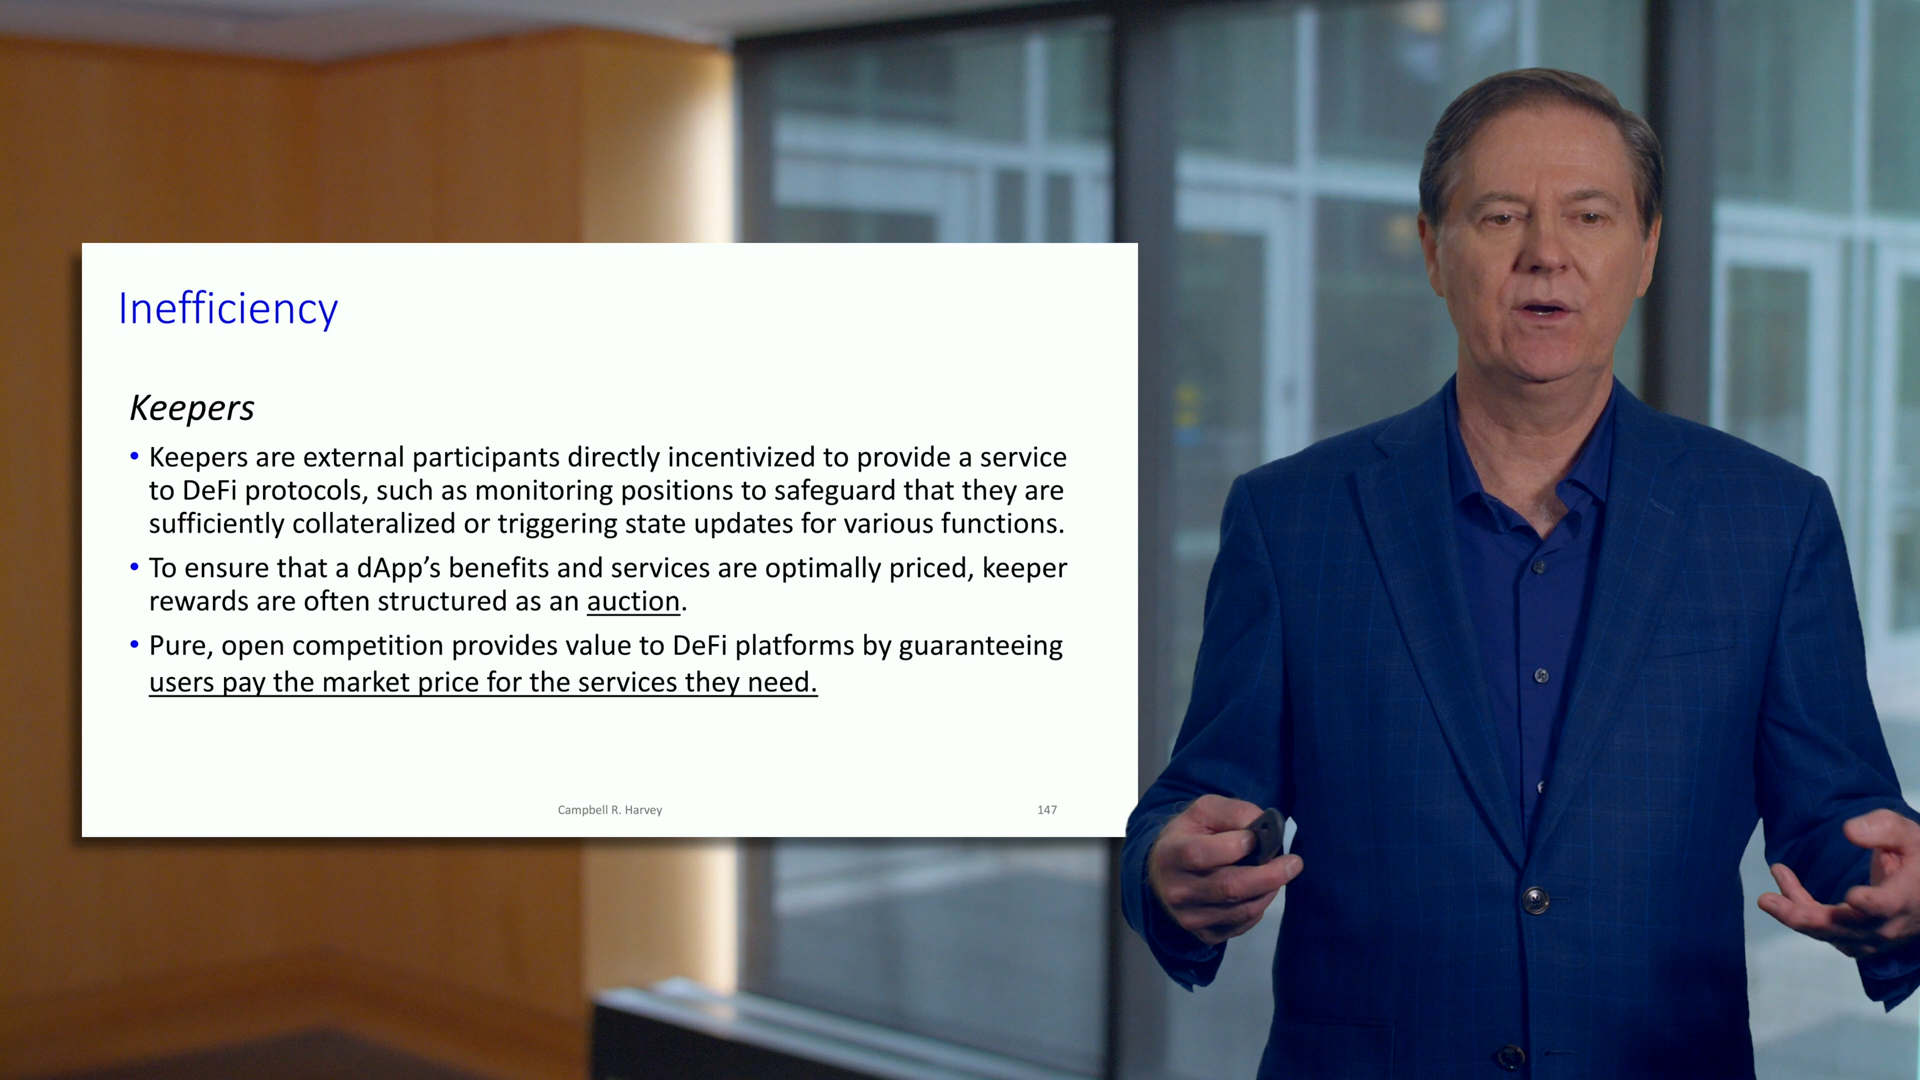 Inefficiency
Keepers
• Keepers are external participants directly incentivized to provide a service
to DeFi protocols, such as monitoring positions to safeguard that they are
sufficiently collateralized or triggering state updates for various functions.
• To ensure that a dApp’s benefits and services are optimally priced, keeper
rewards are often structured as an auction.
• Pure, open competition provides value to DeFi platforms by guaranteeing
users pay the market price for the services they need.
Campbell R. Harvey
147